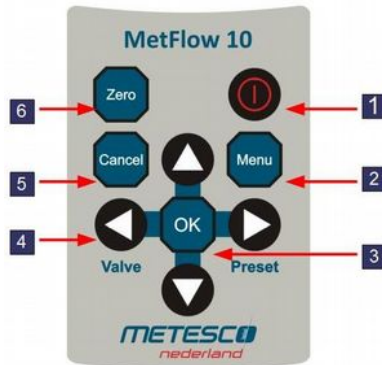 MetFlow 10
Zero
6
1
Cancel
Menu
5
2
OK
4
3
Valve
Preset
METESCO
nederland